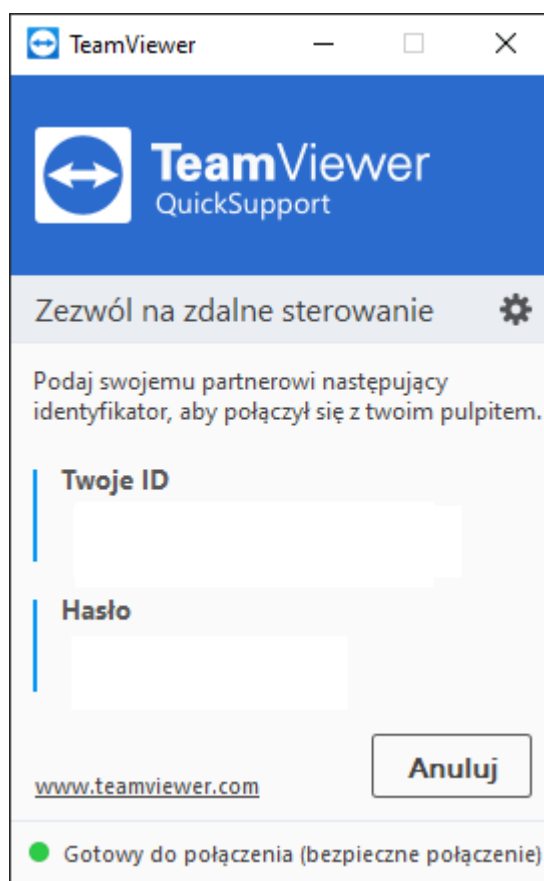 TeamViewer
TeamViewer
QuickSupport
Zezwól na zdalne sterowanie
Podaj swojemu partnerowi następujący
identyfikator, aby połączył się z twoim pulpitem.
Twoje ID
Hasło
Anuluj
www.teamviewer.com
Gotowy do połączenia (bezpieczne połączenie)